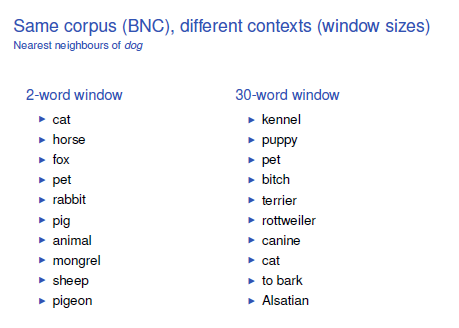 Same corpus (BNC), different contexts (window sizes)
Nearest neighbours of dog
2-word window
► cat
► horse
► fox
► pet
► rabbit
► pig
► animal
► mongrel
► sheep
► pigeon
30-word window
► kennel
► puppy
► pet
► bitch
► terrier
► rottweiler
► canine
► cat
► to bark
► Alsatian